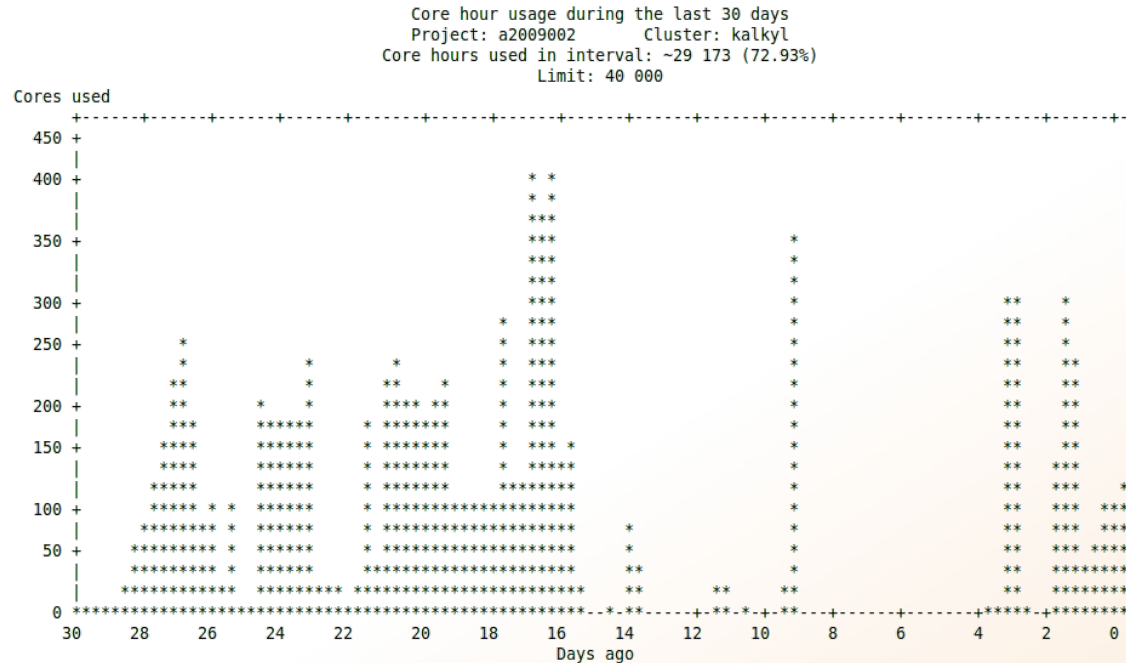 Core hour usage during the last 30 days
Project: a2009002 Cluster: kalkyl
Core hours used in interval: ~29 173 (72.93%)
Limit: 40 000
Cores used
450
400
350
300
250
200
150
100
50
0
30 28 26 24 22 20 18 16 14 12 10 8 6 4 2 0
Days ago